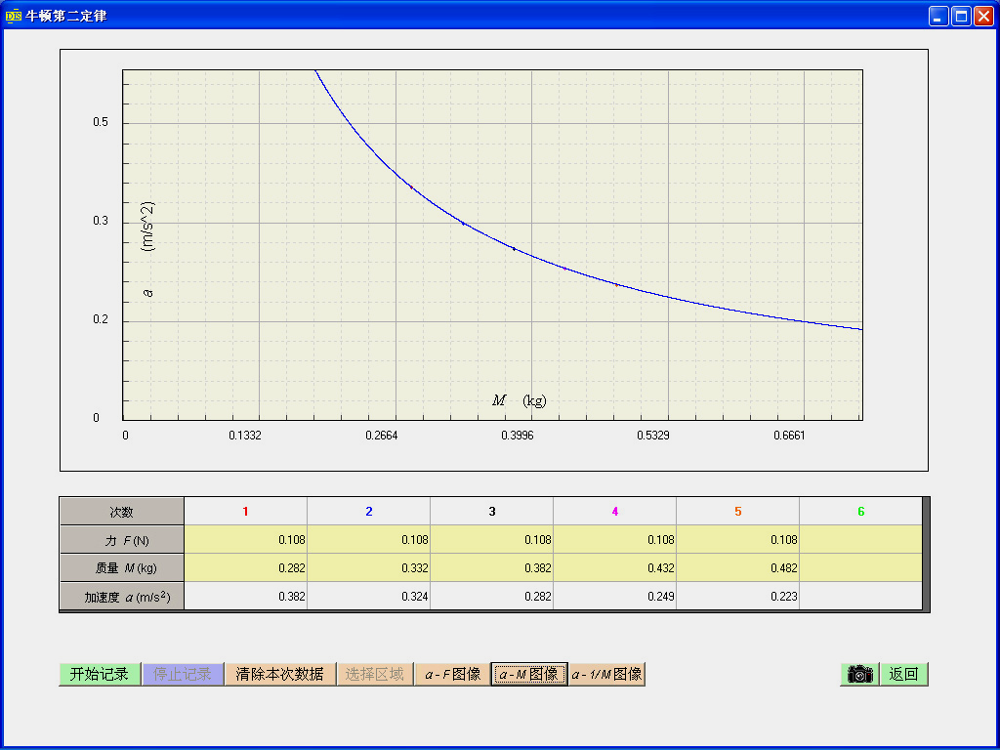 DIS 牛顿第二定律
0.5
0.3
0.2
0
a (m/s^2)
M (kg)
0 0.1332 0.2664 0.3996 0.5329 0.6661
次数 1 2 3 4 5 6
力 F (N) 0.108 0.108 0.108 0.108 0.108
质量 M (kg) 0.282 0.332 0.382 0.432 0.482
加速度 a (m/s²) 0.382 0.324 0.282 0.249 0.223
开始记录 停止记录 清除本次数据 选择区域 a - F 图像 a - M 图像 a - 1/M 图像 返回